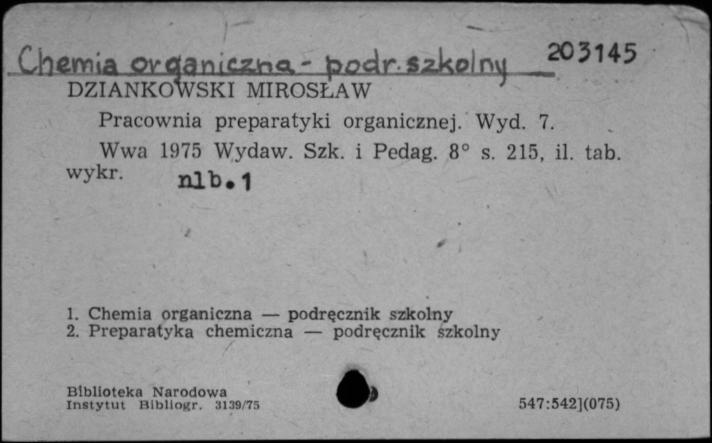 Chemia organiczna - podr. szkolny 203145
DZIANKOWSKI MIROSŁAW
Pracownia preparatyki organicznej. Wyd. 7.
Wwa 1975 Wydaw. Szk. i Pedag. 8° s. 215, il. tab.
wykr. nlb. 1
1. Chemia organiczna — podręcznik szkolny
2. Preparatyka chemiczna — podręcznik szkolny
Biblioteka Narodowa
Instytut Bibliogr. 3139/75 547:542](075)